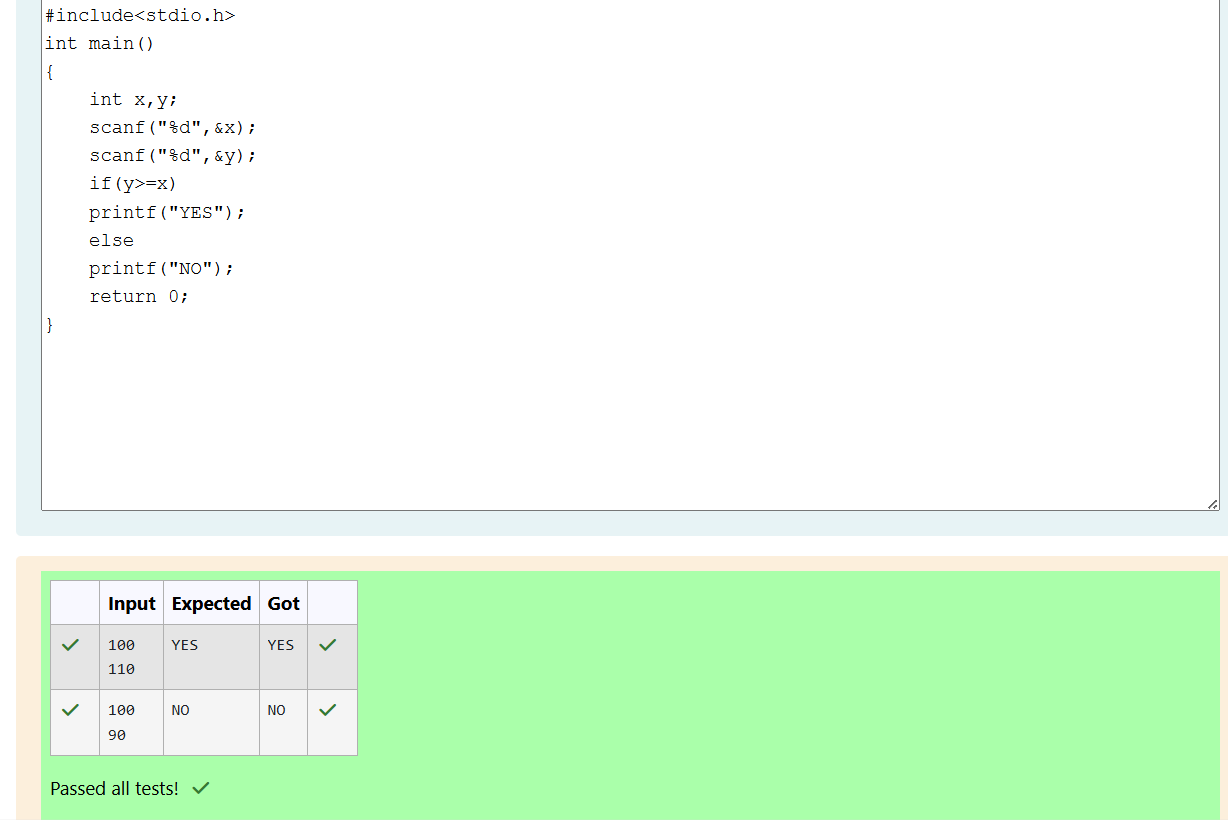 #include<stdio.h>
int main()
{
    int x,y;
    scanf("%d",&x);
    scanf("%d",&y);
    if(y>=x)
    printf("YES");
    else
    printf("NO");
    return 0;
}
Input Expected Got
100 YES YES
110
100 NO NO
90
Passed all tests!